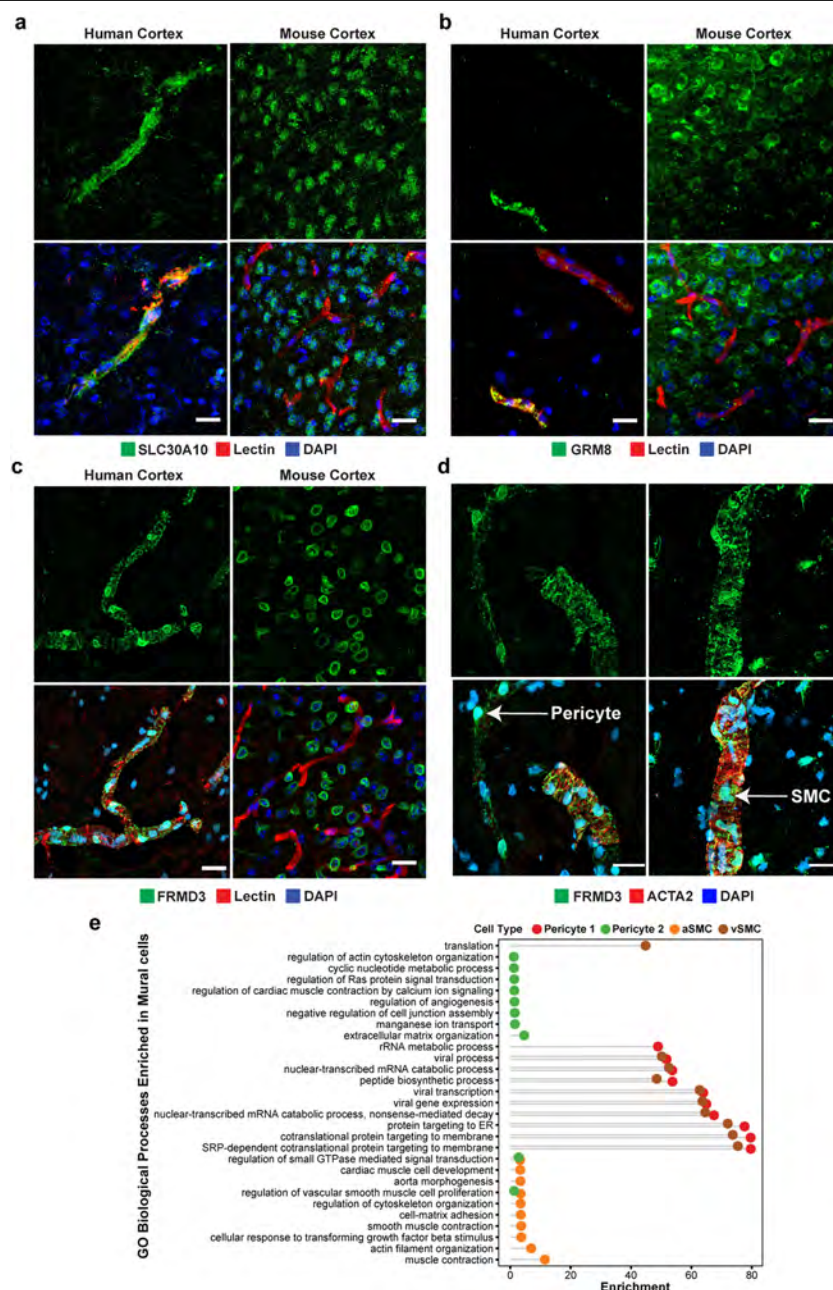 a
Human Cortex Mouse Cortex
SLC30A10 Lectin DAPI
b
Human Cortex Mouse Cortex
GRM8 Lectin DAPI
c
Human Cortex Mouse Cortex
FRMD3 Lectin DAPI
d
Pericyte
SMC
FRMD3 ACTA2 DAPI
e
Cell Type Pericyte 1 Pericyte 2 aSMC vSMC
GO Biological Processes Enriched in Mural cells
translation
regulation of actin cytoskeleton organization
cyclic nucleotide metabolic process
regulation of Ras protein signal transduction
regulation of cardiac muscle contraction by calcium ion signaling
regulation of angiogenesis
negative regulation of cell junction assembly
manganese ion transport
extracellular matrix organization
rRNA metabolic process
viral process
nuclear-transcribed mRNA catabolic process
peptide biosynthetic process
viral transcription
viral gene expression
nuclear-transcribed mRNA catabolic process, nonsense-mediated decay
protein targeting to ER
cotranslational protein targeting to membrane
SRP-dependent cotranslational protein targeting to membrane
regulation of small GTPase mediated signal transduction
cardiac muscle cell development
aorta morphogenesis
regulation of vascular smooth muscle cell proliferation
regulation of cytoskeleton organization
cell-matrix adhesion
smooth muscle contraction
cellular response to transforming growth factor beta stimulus
actin filament organization
muscle contraction
0 20 40 60 80
Enrichment